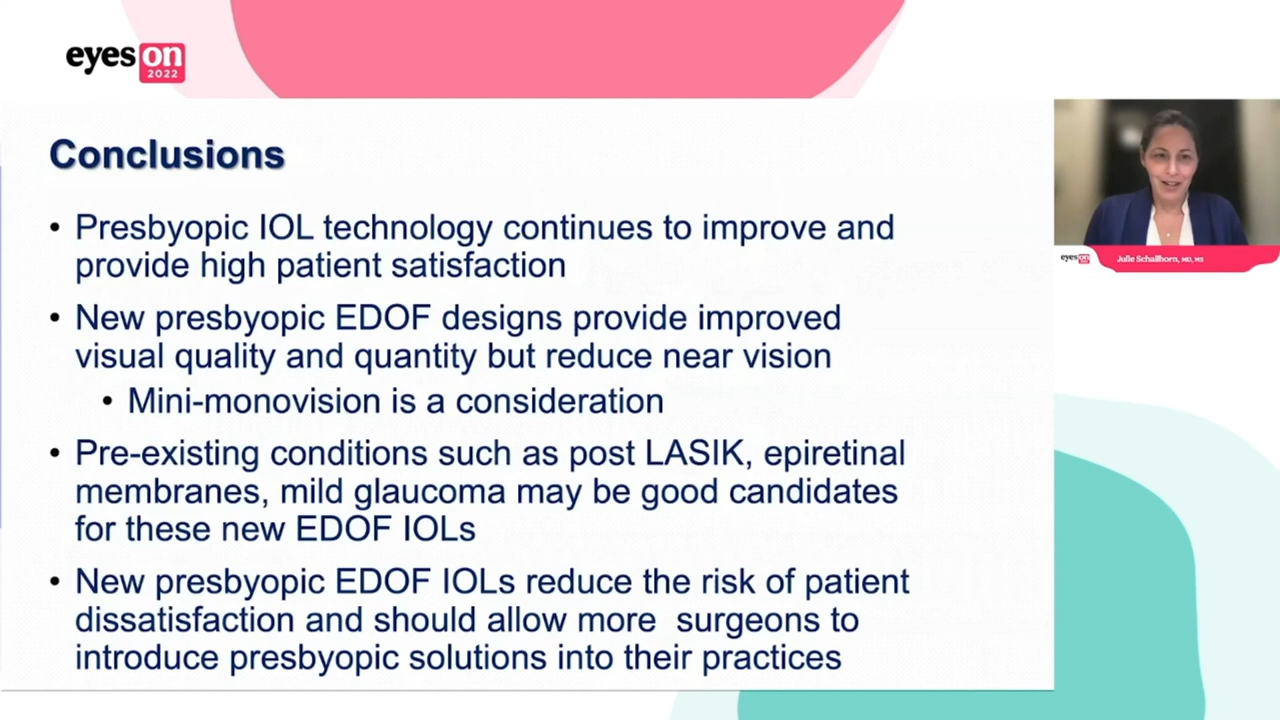 eyes on
2022
Conclusions
• Presbyopic IOL technology continues to improve and
provide high patient satisfaction
• New presbyopic EDOF designs provide improved
visual quality and quantity but reduce near vision
• Mini-monovision is a consideration
• Pre-existing conditions such as post LASIK, epiretinal
membranes, mild glaucoma may be good candidates
for these new EDOF IOLs
• New presbyopic EDOF IOLs reduce the risk of patient
dissatisfaction and should allow more  surgeons to
introduce presbyopic solutions into their practices
eyes on
Julie Schallhorn, MD, MS